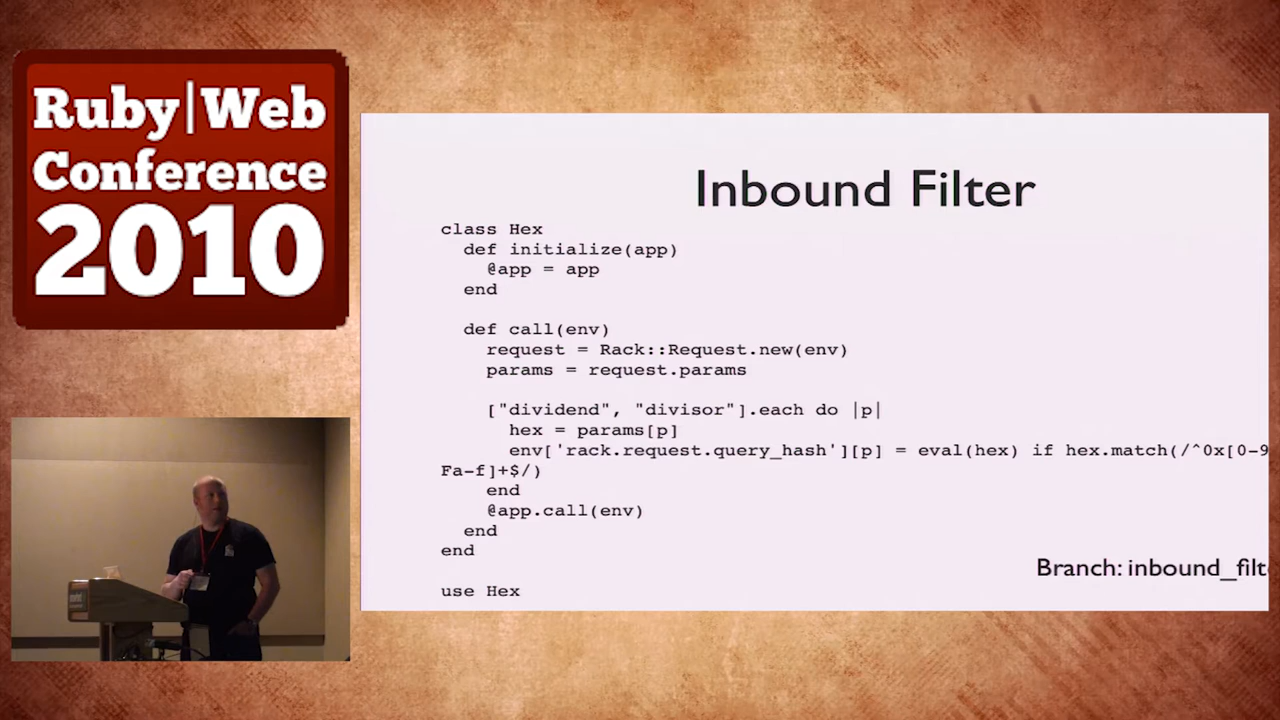 Ruby|Web
Conference
2010
Inbound Filter
class Hex
  def initialize(app)
    @app = app
  end
  def call(env)
    request = Rack::Request.new(env)
    params = request.params
    ["dividend", "divisor"].each do |p|
      hex = params[p]
      env['rack.request.query_hash'][p] = eval(hex) if hex.match(/^0x[0-9
Fa-f]+$/)
    end
    @app.call(env)
  end
end
Branch: inbound_filt
use Hex